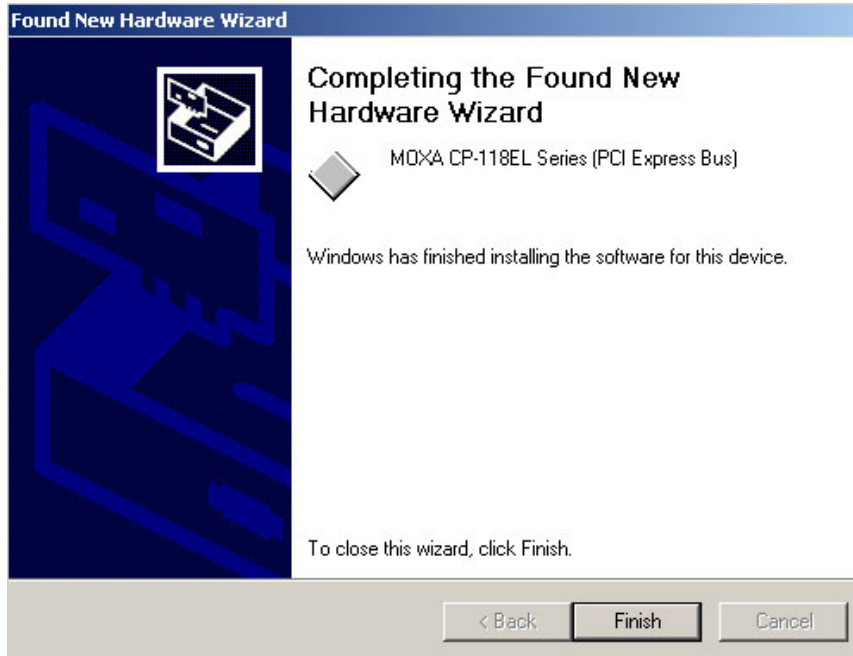 Found New Hardware Wizard
Completing the Found New
Hardware Wizard
MOXA CP-118EL Series (PCI Express Bus)
Windows has finished installing the software for this device.
To close this wizard, click Finish.
< Back
Finish
Cancel